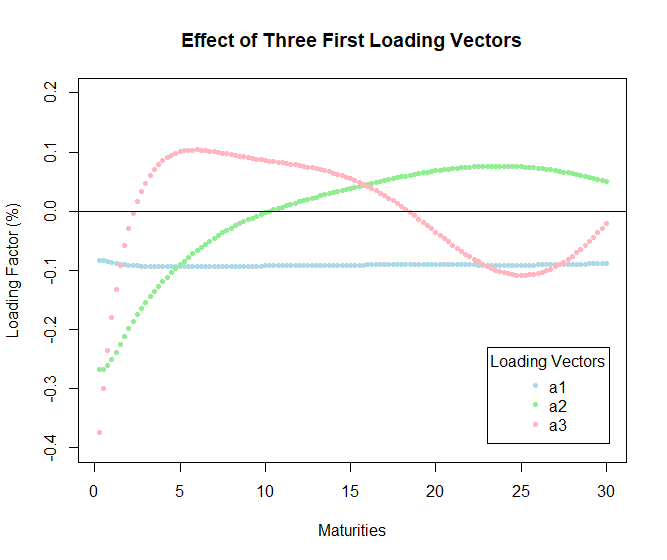 Effect of Three First Loading Vectors
Loading Factor (%)
0.2
0.1
0.0
-0.1
-0.2
-0.3
-0.4
Loading Vectors
a1
a2
a3
0 5 10 15 20 25 30
Maturities